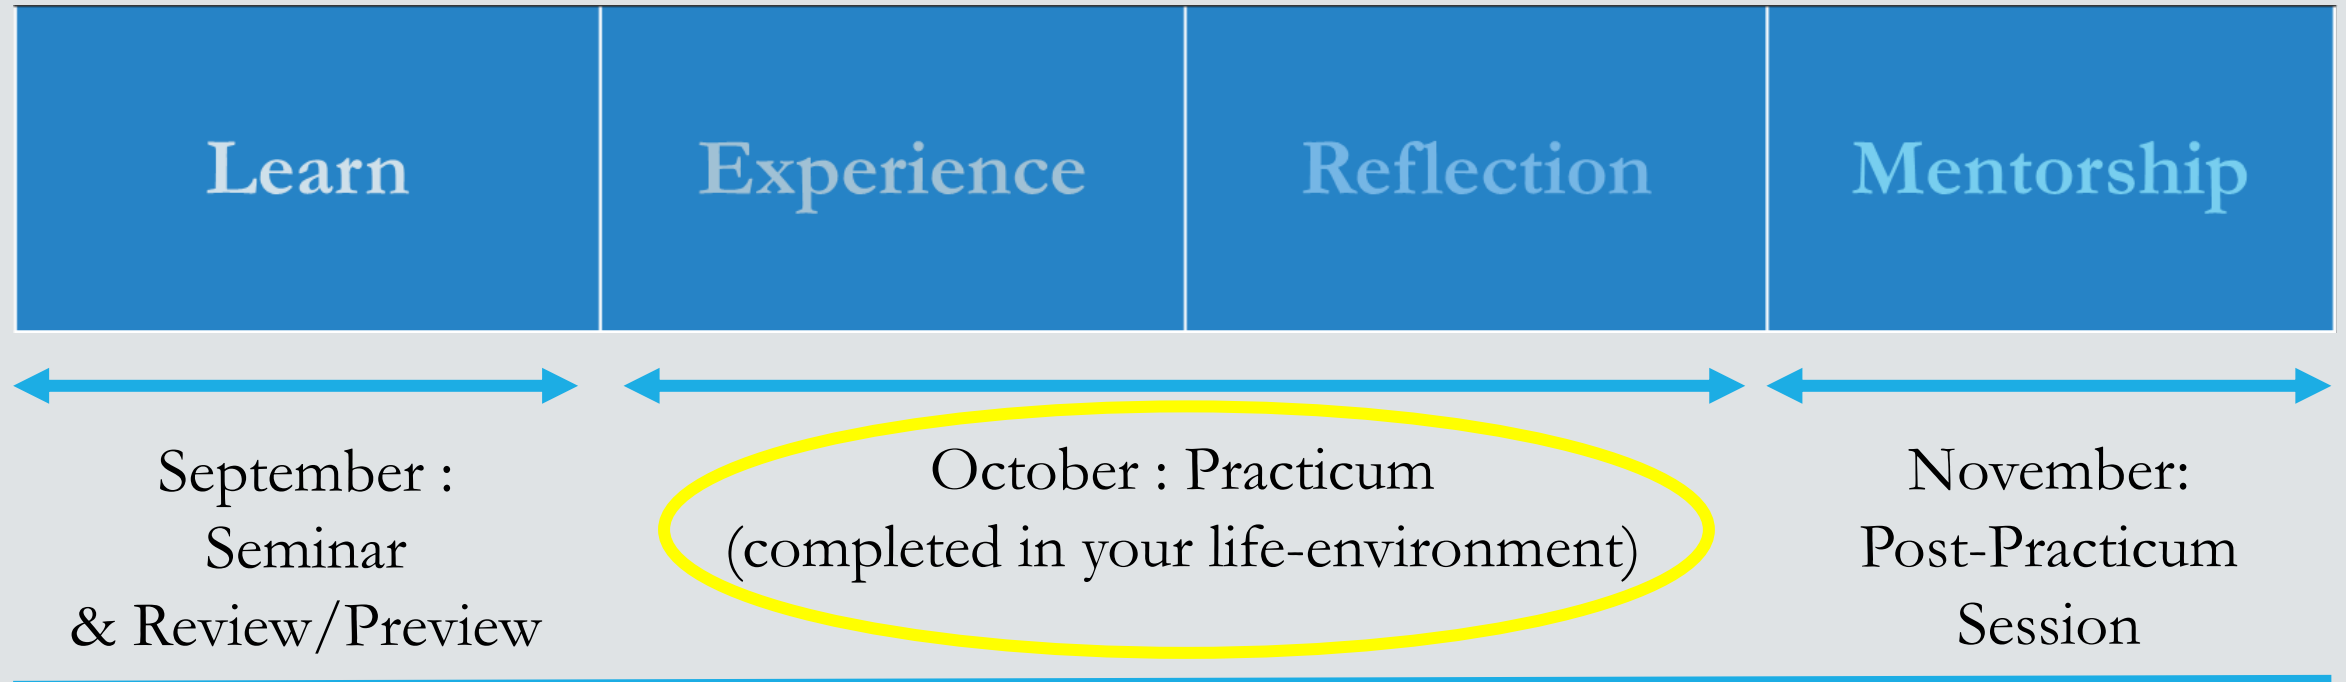 Learn
Experience
Reflection
Mentorship
September :
Seminar
& Review/Preview
October : Practicum
(completed in your life-environment)
November:
Post-Practicum
Session